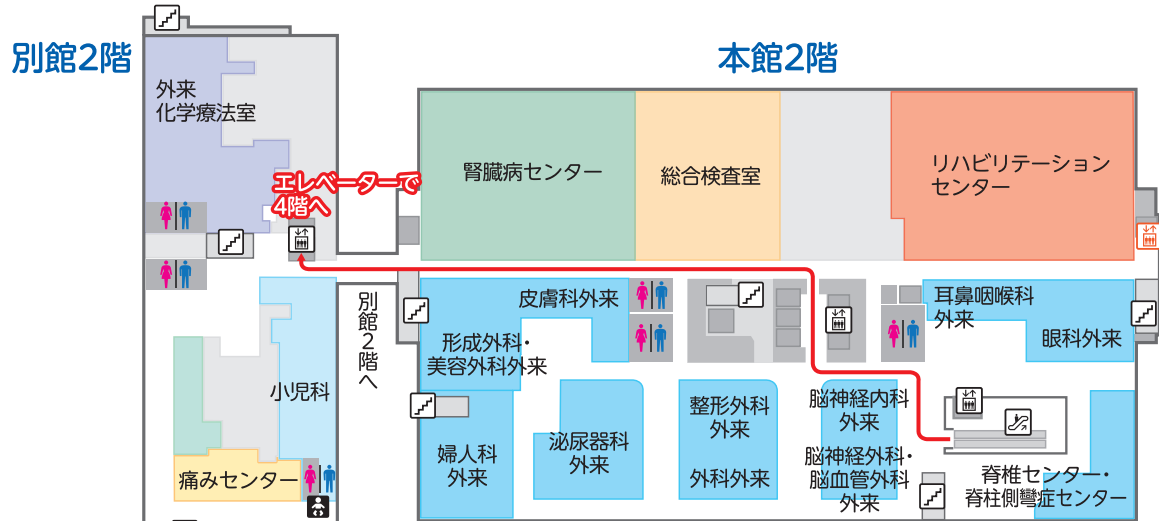 別館2階
本館2階
外来
化学療法室
腎臓病センター
総合検査室
リハビリテーション
センター
エレベーターで
4階へ
皮膚科外来
形成外科・
美容外科外来
別館2階へ
耳鼻咽喉科
外来
眼科外来
小児科
婦人科
外来
泌尿器科
外来
整形外科
外来
外科外来
脳神経内科
外来
脳神経外科・
脳血管外科
外来
脊椎センター・
脊柱側彎症センター
痛みセンター